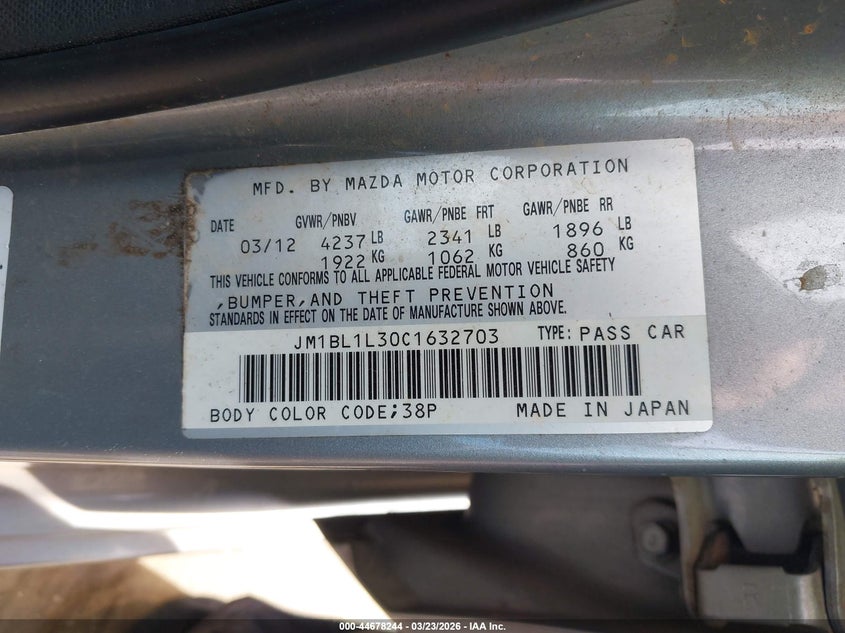 MFD. BY MAZDA MOTOR CORPORATION
DATE GVWR/PNBV GAWR/PNBE FRT GAWR/PNBE RR
03/12 4237 LB 2341 LB 1896 LB
1922 KG 1062 KG 860 KG
THIS VEHICLE CONFORMS TO ALL APPLICABLE FEDERAL MOTOR VEHICLE SAFETY
,BUMPER,AND THEFT PREVENTION
STANDARDS IN EFFECT ON THE DATE OF MANUFACTURE SHOWN ABOVE.
JM1BL1L30C1632703 TYPE: PASS CAR
BODY COLOR CODE;38P MADE IN JAPAN
R
000-44678244 - 03/23/2026 - IAA Inc.